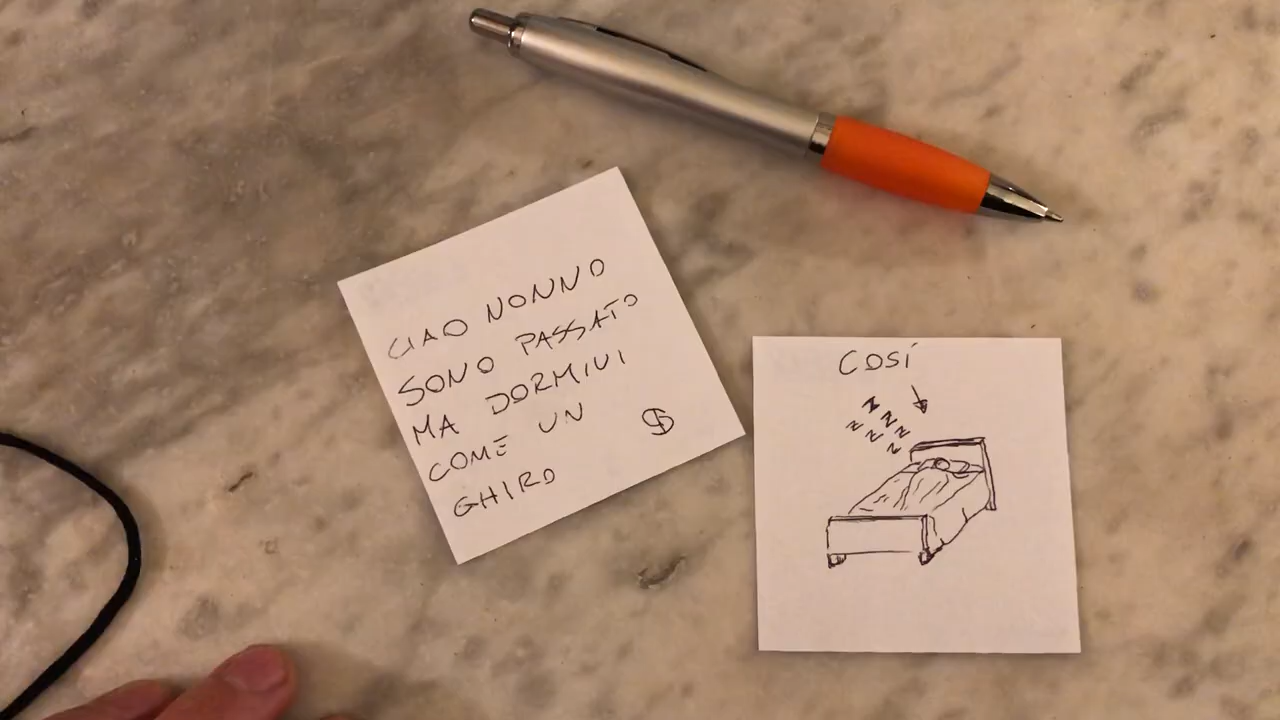 CIAO NONNO
SONO PASSATO
MA DORMIVI
COME UN
GHIRO
COSÍ
z z z z z z